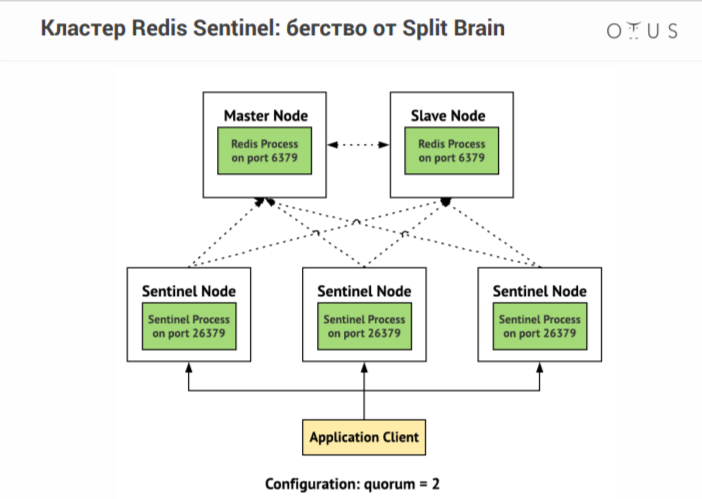 Кластер Redis Sentinel: бегство от Split Brain
OTUS
Master Node
Redis Process
on port 6379
Slave Node
Redis Process
on port 6379
Sentinel Node
Sentinel Process
on port 26379
Sentinel Node
Sentinel Process
on port 26379
Sentinel Node
Sentinel Process
on port 26379
Application Client
Configuration: quorum = 2